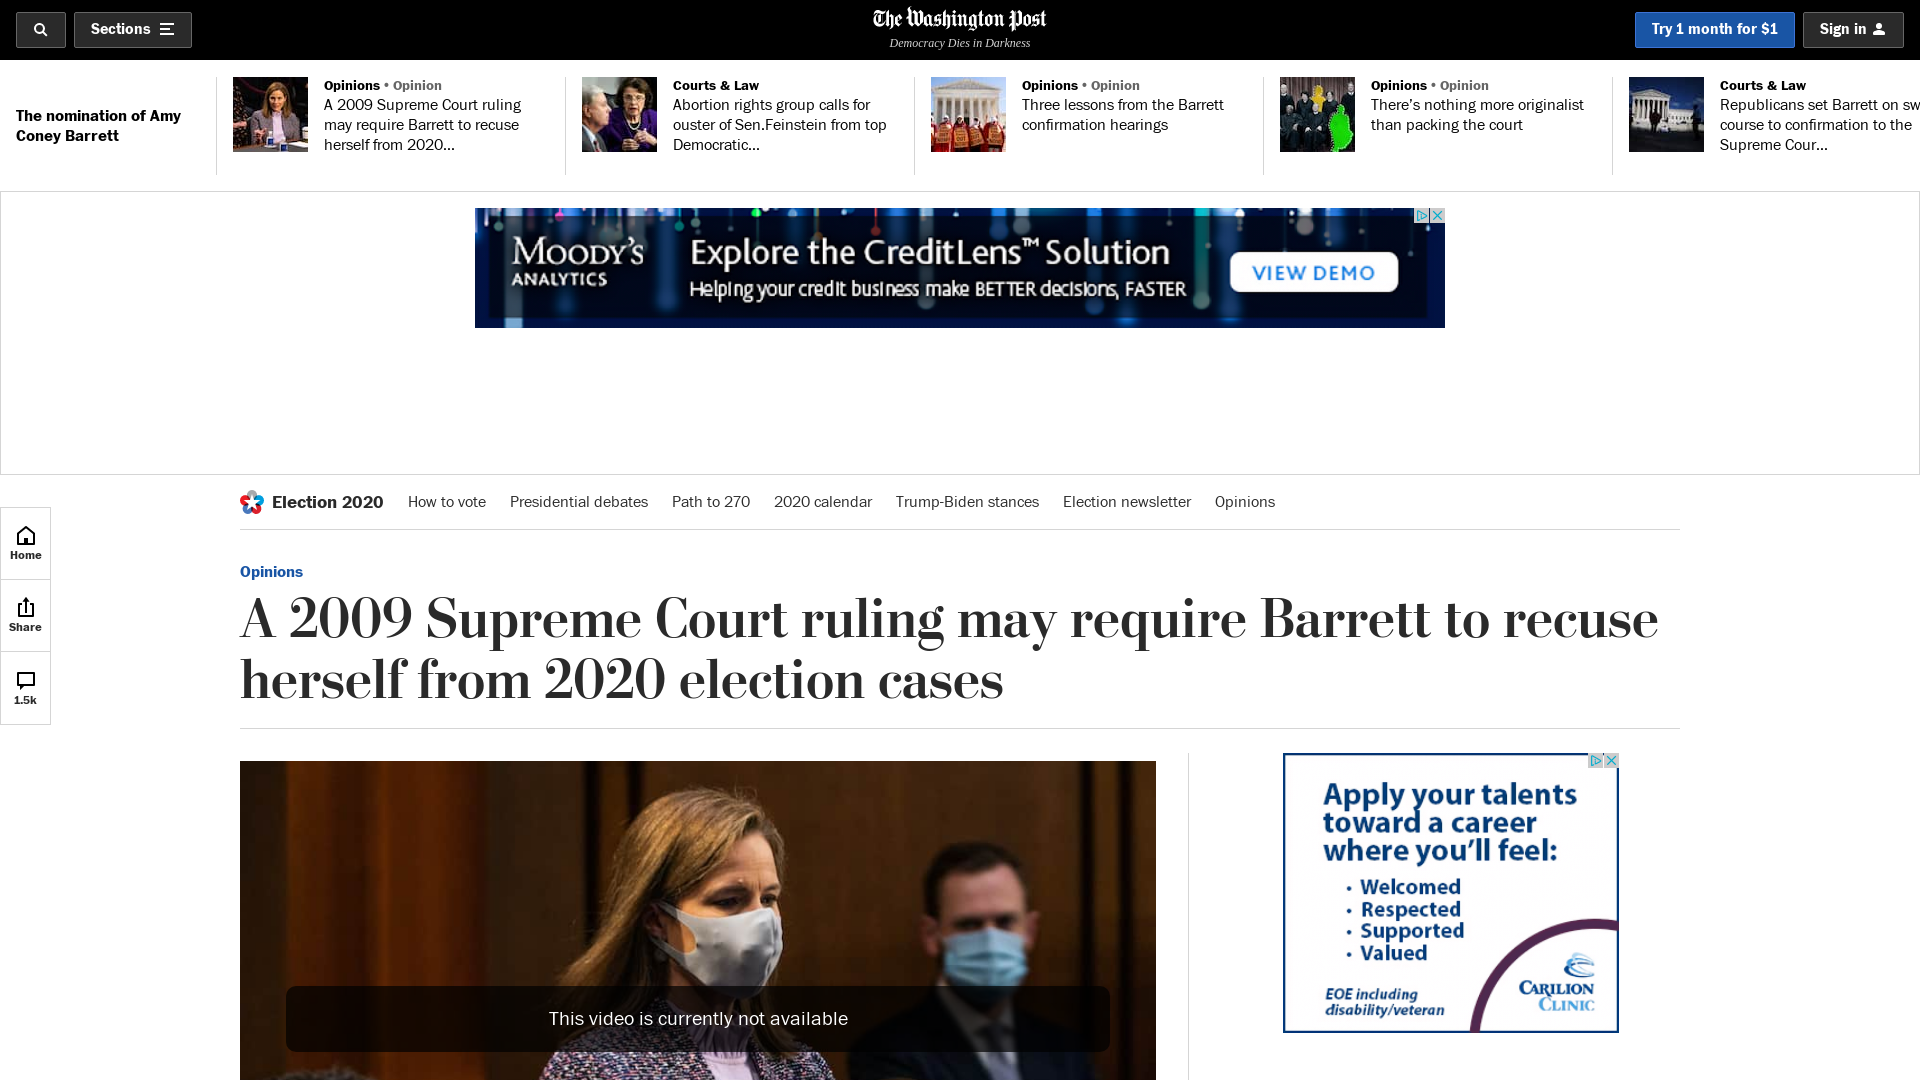 Sections
The Washington Post
Democracy Dies in Darkness
Try 1 month for $1
Sign in
The nomination of Amy
Coney Barrett
Opinions • Opinion
A 2009 Supreme Court ruling
may require Barrett to recuse
herself from 2020...
Courts & Law
Abortion rights group calls for
ouster of Sen.Feinstein from top
Democratic...
Opinions • Opinion
Three lessons from the Barrett
confirmation hearings
Opinions • Opinion
There's nothing more originalist
than packing the court
Courts & Law
Republicans set Barrett on sw
course to confirmation to the
Supreme Cour...
MOODY'S
ANALYTICS
Explore the CreditLens™ Solution
Helping your credit business make BETTER decisions, FASTER
VIEW DEMO
Election 2020
How to vote
Presidential debates
Path to 270
2020 calendar
Trump-Biden stances
Election newsletter
Opinions
Home
Share
1.5k
Opinions
A 2009 Supreme Court ruling may require Barrett to recuse
herself from 2020 election cases
This video is currently not available
Apply your talents
toward a career
where you'll feel:
• Welcomed
• Respected
• Supported
• Valued
EOE including
disability/veteran
CARILION
CLINIC